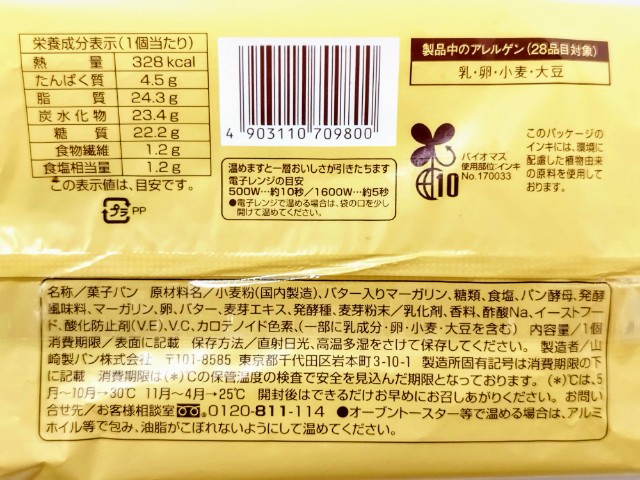 栄養成分表示(1個当たり)
熱量 328kcal
たんぱく質 4.5g
脂質 24.3g
炭水化物 23.4g
糖質 22.2g
食物繊維 1.2g
食塩相当量 1.2g
この表示値は、目安です。
プラ PP
4 903110 709800
温めますと一層おいしさが引きたちます
電子レンジの目安
500W…約10秒/1600W…約5秒
●電子レンジで温める場合は、袋の口を少し
開けて温めてください。
製品中のアレルゲン(28品目対象)
乳・卵・小麦・大豆
10
バイオマス
使用部位:インキ
No.170033
このパッケージの
インキには、環境に
配慮した植物由来
の原料を使用して
おります。
名称/菓子パン 原材料名/小麦粉(国内製造)、バター入りマーガリン、糖類、食塩、パン酵母、発酵
風味料、マーガリン、卵、バター、麦芽エキス、発酵種、麦芽粉末/乳化剤、香料、酢酸Na、イーストフー
ド、酸化防止剤(V.E)、V.C、カロテノイド色素、(一部に乳成分・卵・小麦・大豆を含む) 内容量/1個
消費期限/表面に記載 保存方法/直射日光、高温多湿をさけて保存してください。 製造者/山
崎製パン株式会社 〒101-8585 東京都千代田区岩本町3-10-1 製造所固有記号は消費期限の下
に記載 消費期限は(*)℃の保管温度の検査で安全を見込んだ期限となっております。(*)℃は、5
月〜10月→30℃ 11月〜4月→25℃ 開封後はできるだけお早めにお召しあがりください。お問い
合せ先/お客様相談室 0120-811-114 ●オーブントースター等で温める場合は、アルミ
ホイル等で包み、油脂がこぼれないようにして温めてください。